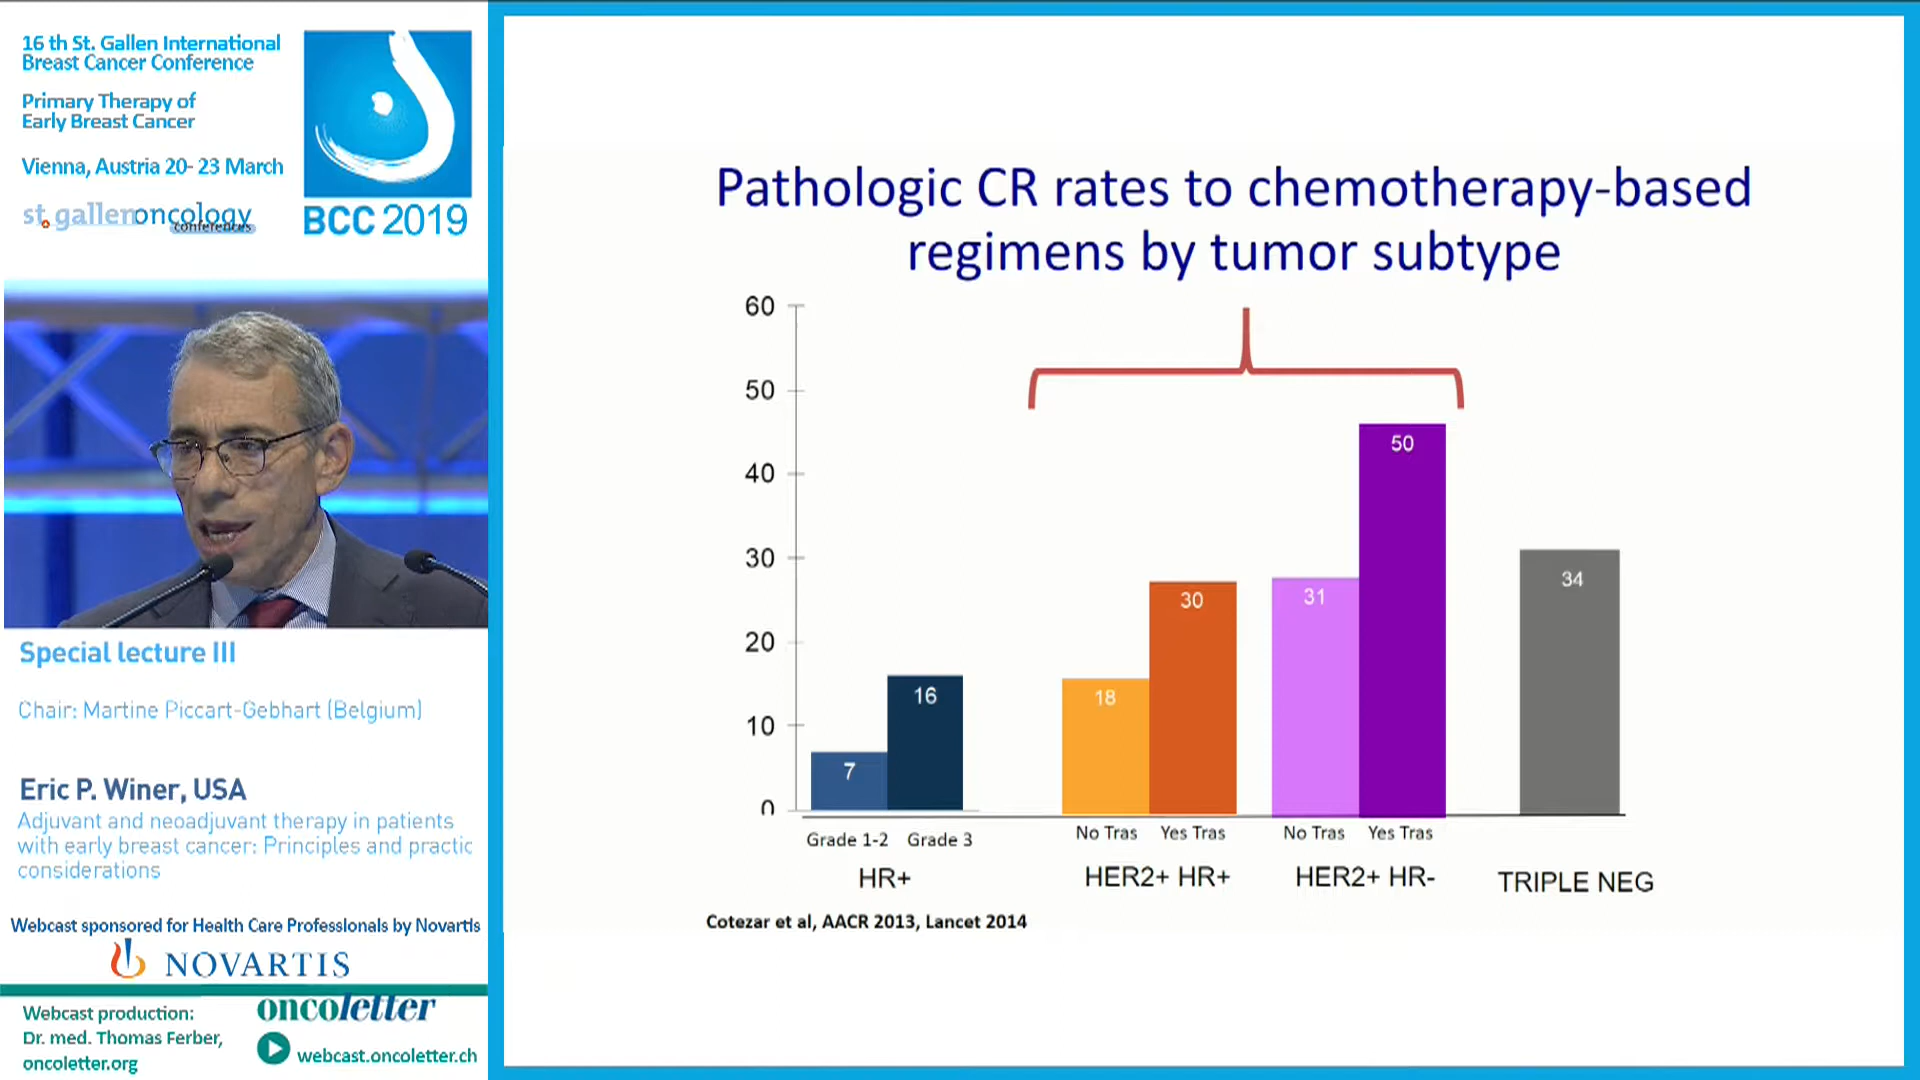 16 th St. Gallen International
Breast Cancer Conference
Primary Therapy of
Early Breast Cancer
Vienna, Austria 20- 23 March
st. gallen oncology
conferences
BCC 2019
Special lecture III
Chair: Martine Piccart-Gebhart (Belgium)
Eric P. Winer, USA
Adjuvant and neoadjuvant therapy in patients
with early breast cancer: Principles and practic
considerations
Webcast sponsored for Health Care Professionals by Novartis
NOVARTIS
Webcast production:
Dr. med. Thomas Ferber,
oncoletter.org
oncoletter
webcast.oncoletter.ch
Pathologic CR rates to chemotherapy-based
regimens by tumor subtype
60
50
40
30
20
10
0
7
16
18
30
31
50
34
Grade 1-2 Grade 3
No Tras Yes Tras
No Tras Yes Tras
HR+
HER2+ HR+
HER2+ HR-
TRIPLE NEG
Cotezar et al, AACR 2013, Lancet 2014